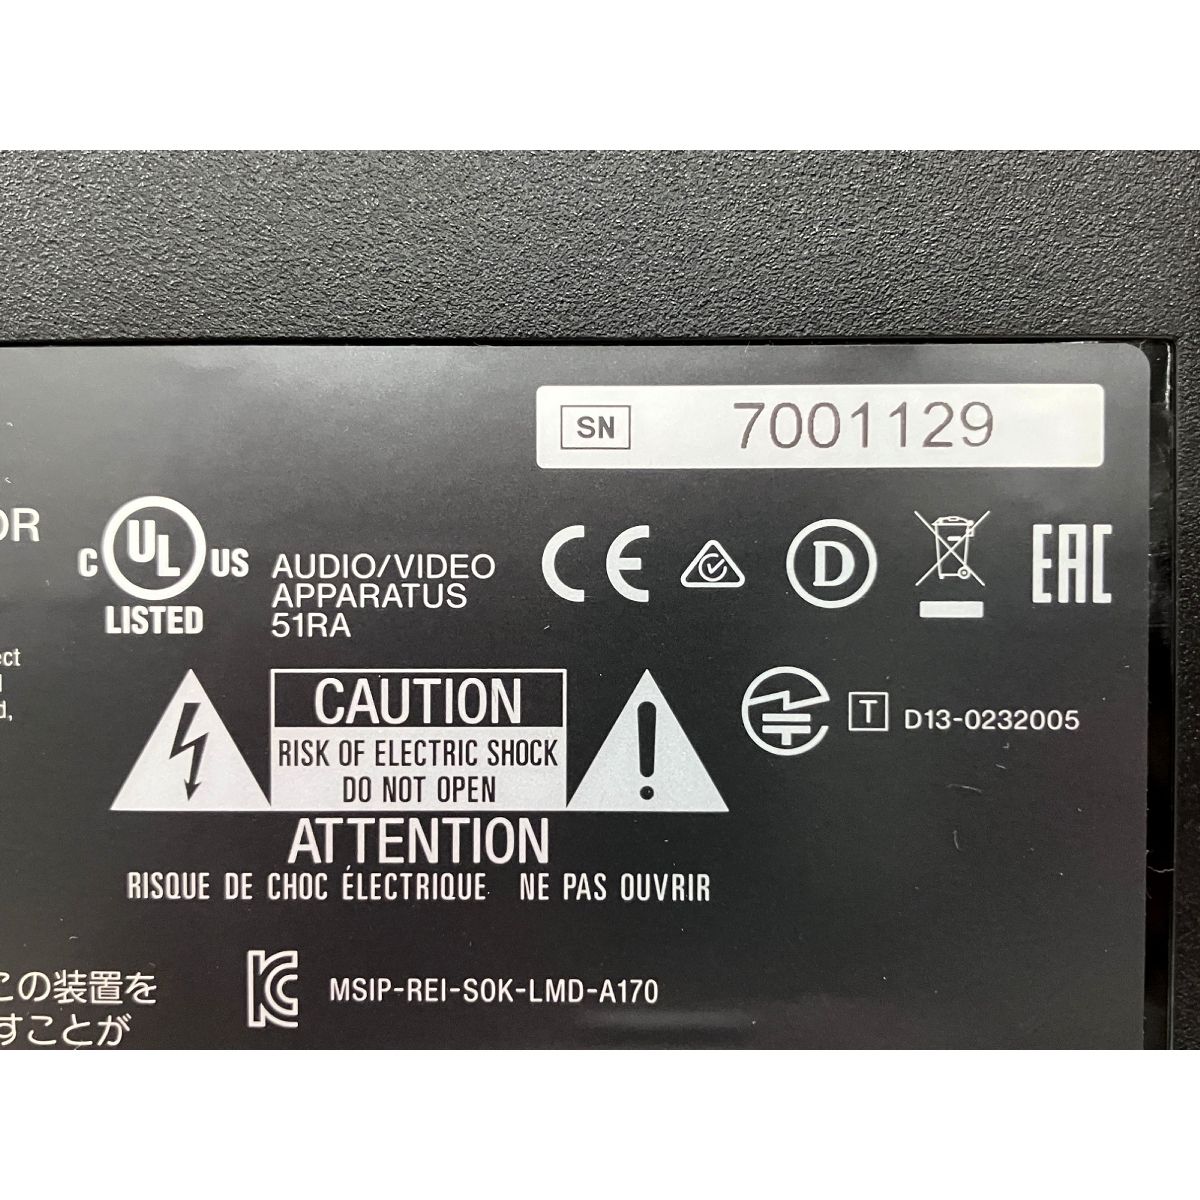 SN 7001129
OR
C UL US
LISTED
AUDIO/VIDEO
APPARATUS
51RA
CE
D
EAC
ect
d,
CAUTION
RISK OF ELECTRIC SHOCK
DO NOT OPEN
T D13-0232005
ATTENTION
RISQUE DE CHOC ÉLECTRIQUE NE PAS OUVRIR
この装置を
すことが
KC MSIP-REI-SOK-LMD-A170